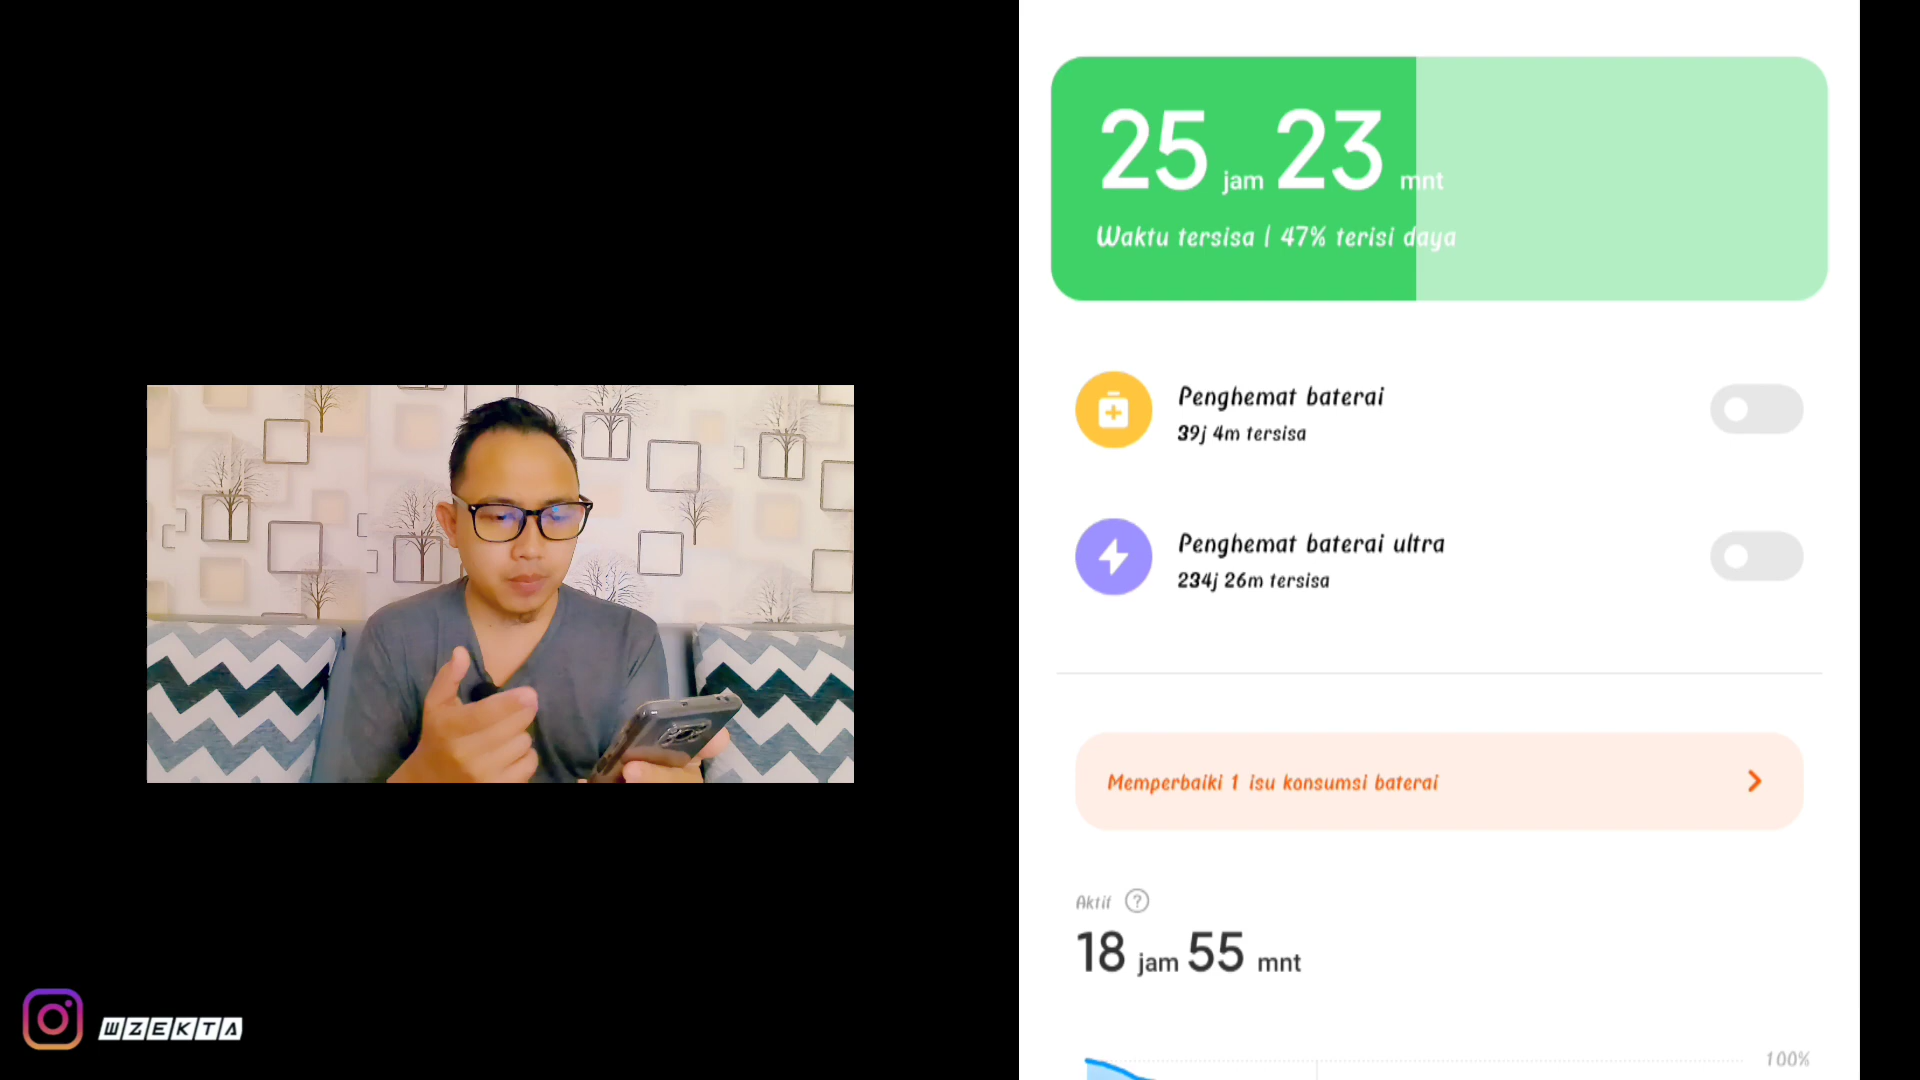 25 jam 23 mnt
Waktu tersisa | 47% terisi daya
Penghemat baterai
39j 4m tersisa
Penghemat baterai ultra
234j 26m tersisa
Memperbaiki 1 isu konsumsi baterai
Aktif ?
18 jam 55 mnt
100%
WZEKTA